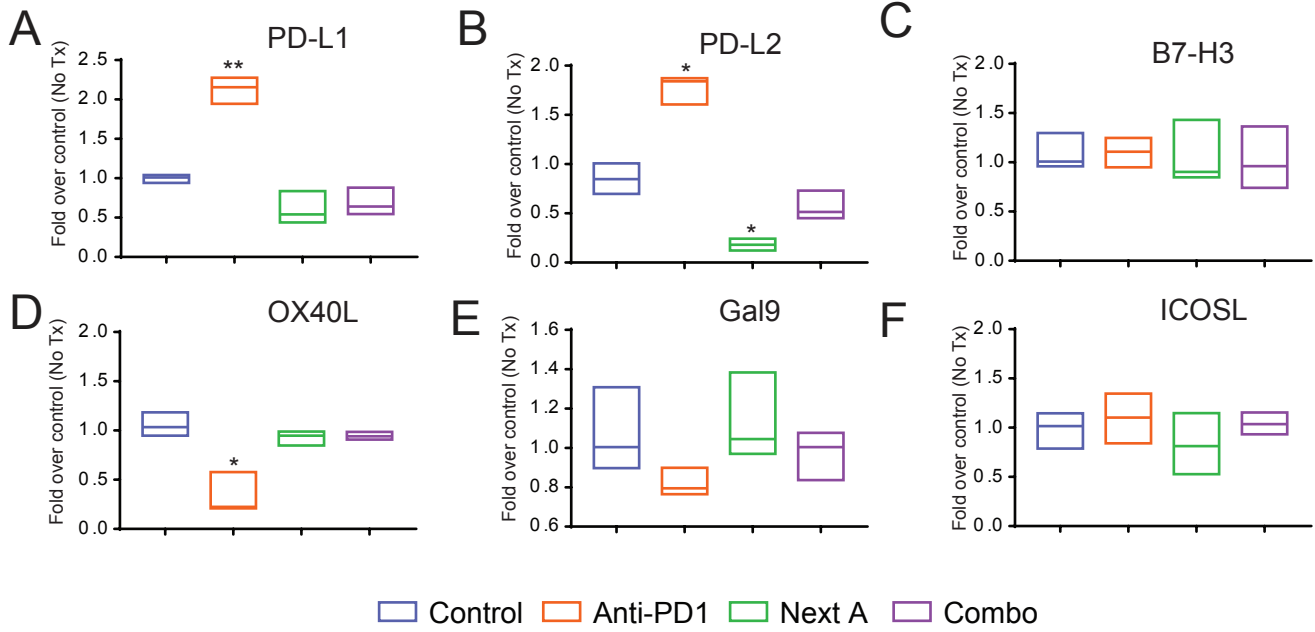 A
PD-L1
Fold over control (No Tx)
2.5
2.0
1.5
1.0
0.5
0.0
**
B
PD-L2
Fold over control (No Tx)
2.0
1.5
1.0
0.5
0.0
*
*
C
B7-H3
Fold over control (No Tx)
2.0
1.5
1.0
0.5
0.0
D
OX40L
Fold over control (No Tx)
2.0
1.5
1.0
0.5
0.0
*
E
Gal9
Fold over control (No Tx)
1.6
1.4
1.2
1.0
0.8
0.6
F
ICOSL
Fold over control (No Tx)
2.0
1.5
1.0
0.5
0.0
Control Anti-PD1 Next A Combo